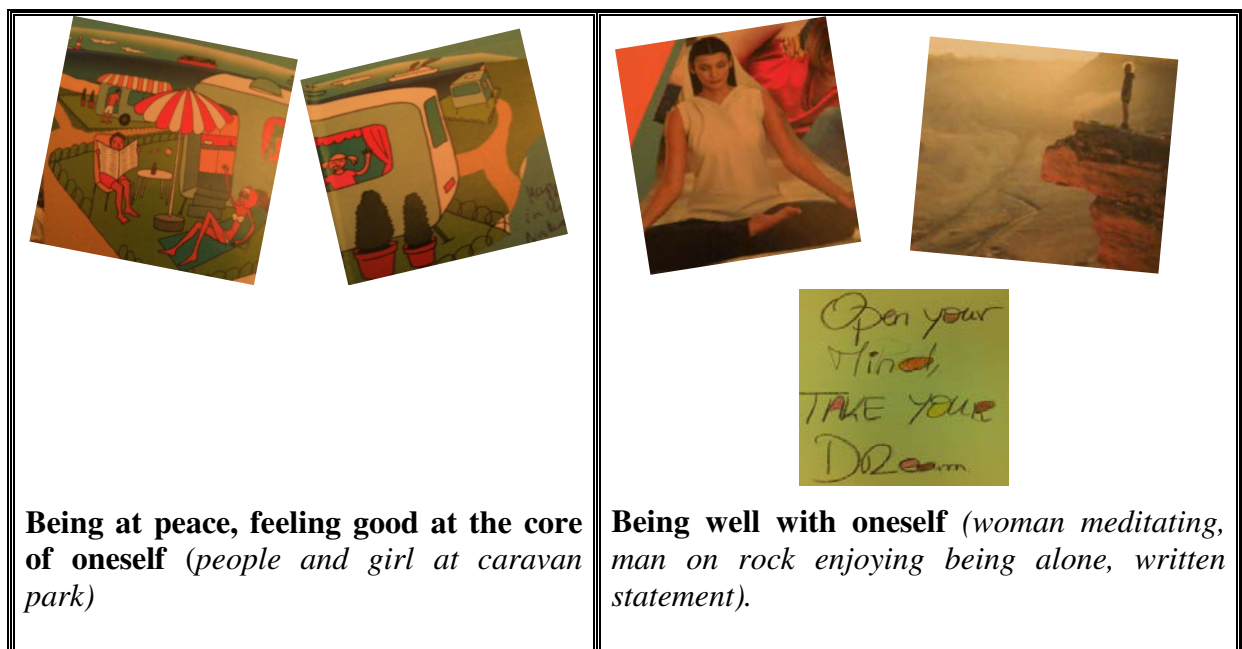 Open your
Mind,
TAKE YOUR
DREam
Being at peace, feeling good at the core
of oneself (people and girl at caravan
park)
Being well with oneself (woman meditating,
man on rock enjoying being alone, written
statement).